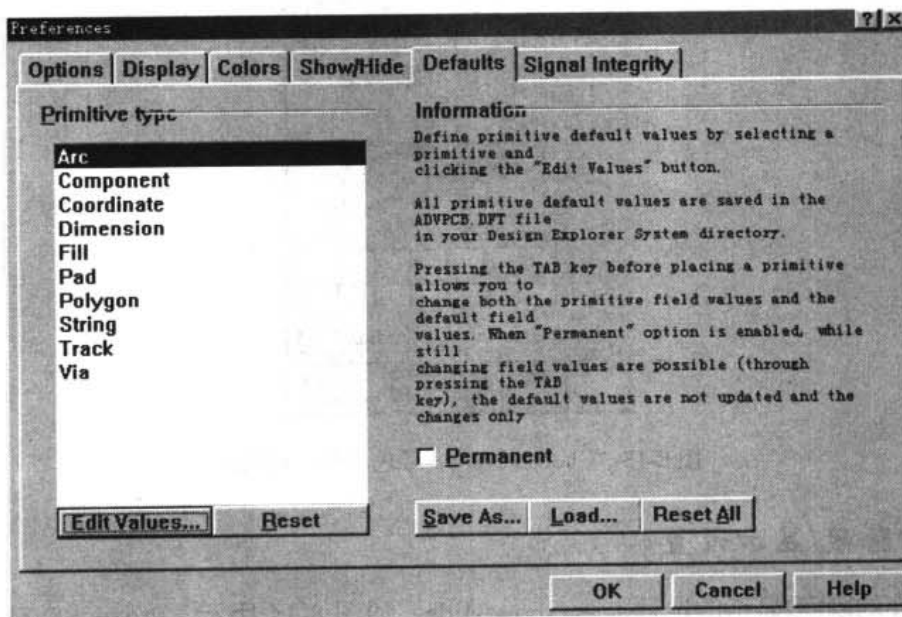 Preferences
Options Display Colors Show/Hide Defaults Signal Integrity
Primitive type
Arc
Component
Coordinate
Dimension
Fill
Pad
Polygon
String
Track
Via
Edit Values... Reset
Information
Define primitive default values by selecting a
primitive and
clicking the "Edit Values" button.
All primitive default values are saved in the
ADVPCB.DFT file
in your Design Explorer System directory.
Pressing the TAB key before placing a primitive
allows you to
change both the primitive field values and the
default field
values. When "Permanent" option is enabled, while
still
changing field values are possible (through
pressing the TAB
key), the default values are not updated and the
changes only
Permanent
Save As... Load... Reset All
OK Cancel Help